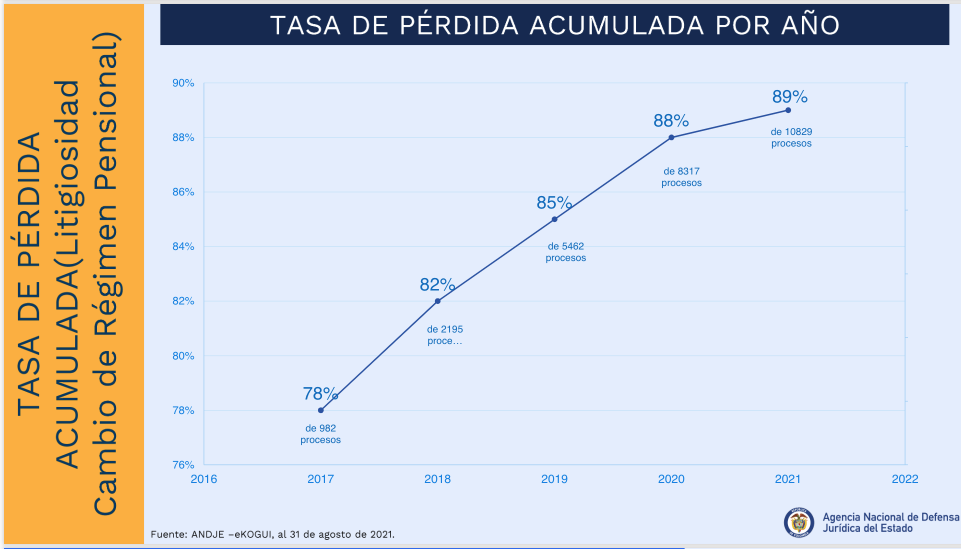 TASA DE PÉRDIDA ACUMULADA POR AÑO
TASA DE PÉRDIDA
ACUMULADA(Litigiosidad
Cambio de Régimen Pensional)
90%
88%
86%
84%
82%
80%
78%
76%
78%
de 982
procesos
82%
de 2195
proce...
85%
de 5462
procesos
88%
de 8317
procesos
89%
de 10829
procesos
2016
2017
2018
2019
2020
2021
2022
Fuente: ANDJE –eKOGUI, al 31 de agosto de 2021.
Agencia Nacional de Defensa
Jurídica del Estado